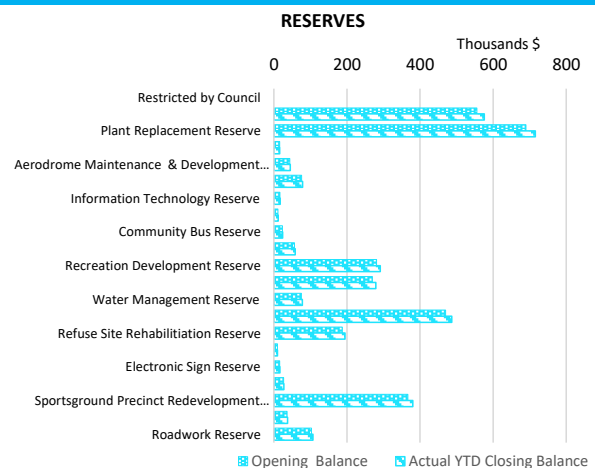 RESERVES
Thousands $
0 200 400 600 800
Restricted by Council
Plant Replacement Reserve
Aerodrome Maintenance & Development...
Information Technology Reserve
Community Bus Reserve
Recreation Development Reserve
Water Management Reserve
Refuse Site Rehabilitiation Reserve
Electronic Sign Reserve
Sportsground Precinct Redevelopment...
Roadwork Reserve
Opening Balance Actual YTD Closing Balance